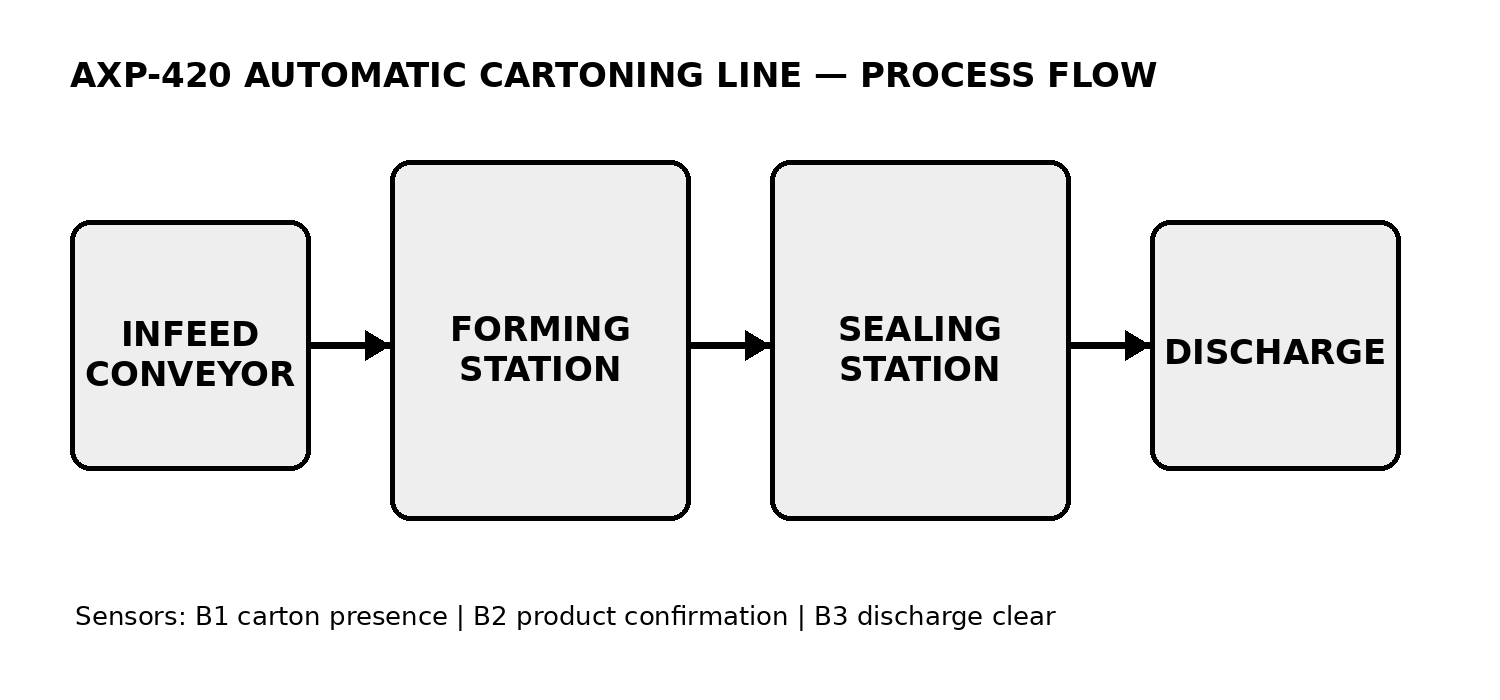 AXP-420 AUTOMATIC CARTONING LINE — PROCESS FLOW
INFEED
CONVEYOR
FORMING
STATION
SEALING
STATION
DISCHARGE
Sensors: B1 carton presence | B2 product confirmation | B3 discharge clear